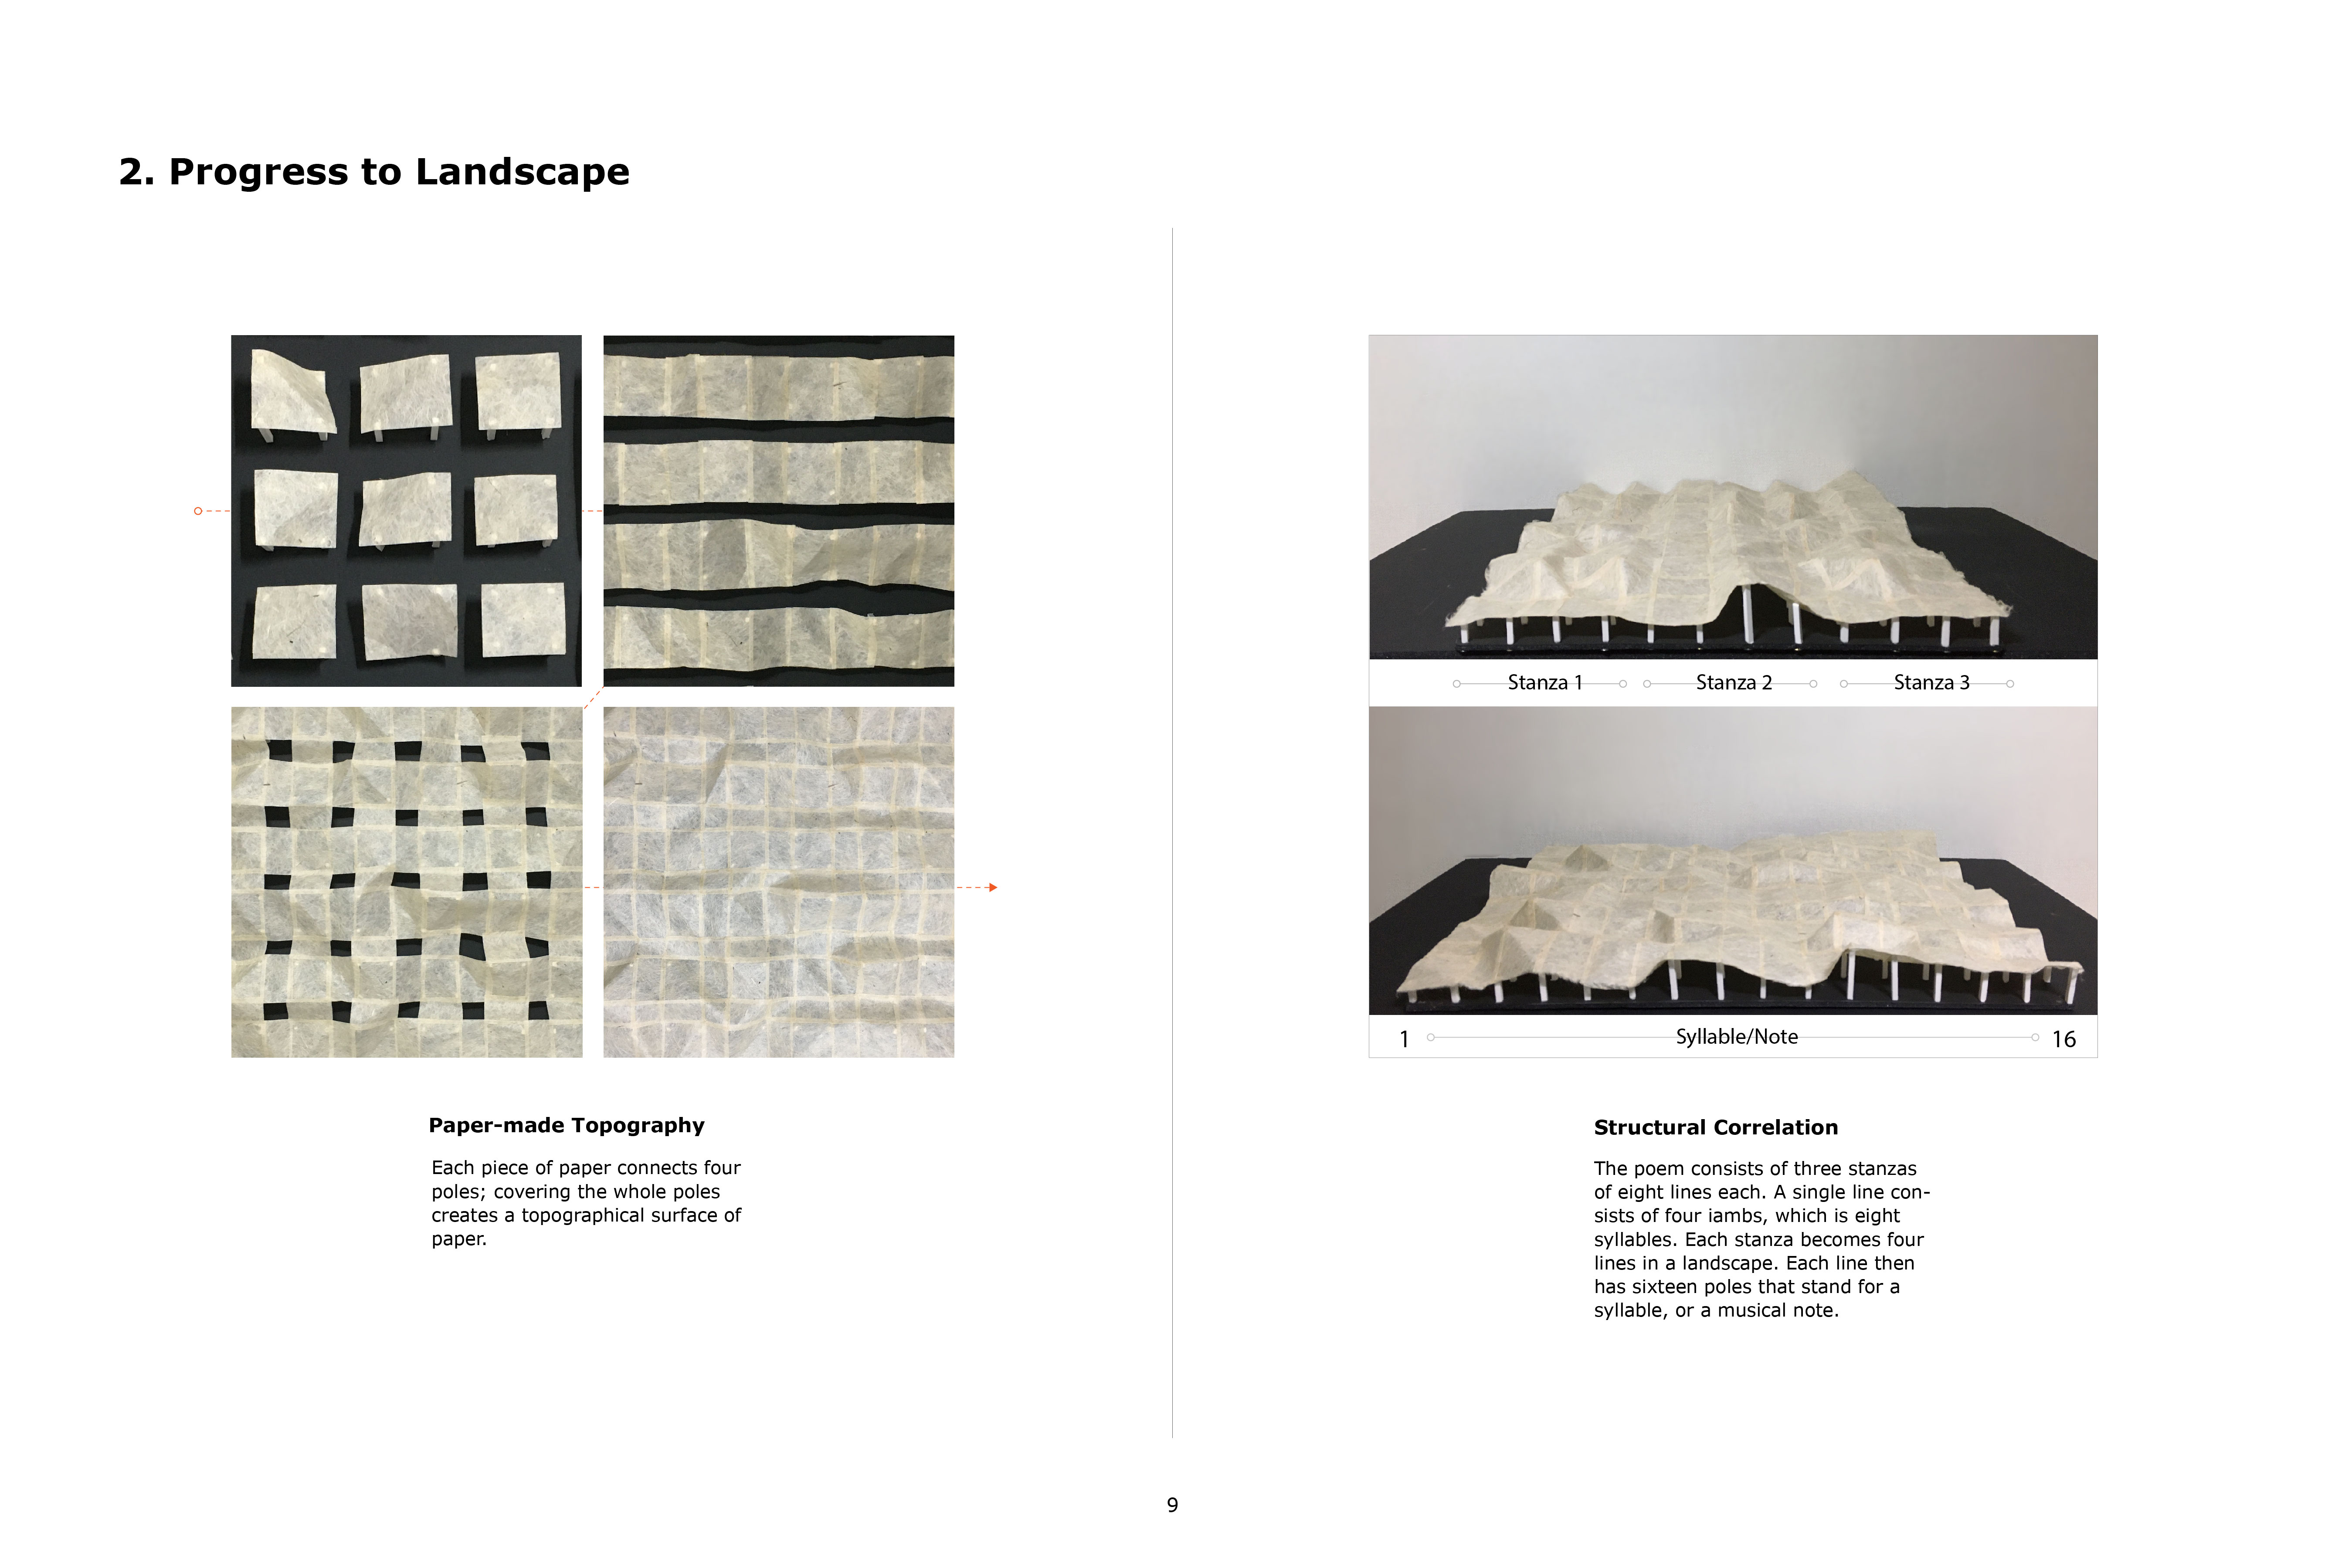 2. Progress to Landscape
Stanza 1
Stanza 2
Stanza 3
1
Syllable/Note
16
Paper-made Topography
Each piece of paper connects four
poles; covering the whole poles
creates a topographical surface of
paper.
Structural Correlation
The poem consists of three stanzas
of eight lines each. A single line con-
sists of four iambs, which is eight
syllables. Each stanza becomes four
lines in a landscape. Each line then
has sixteen poles that stand for a
syllable, or a musical note.
9